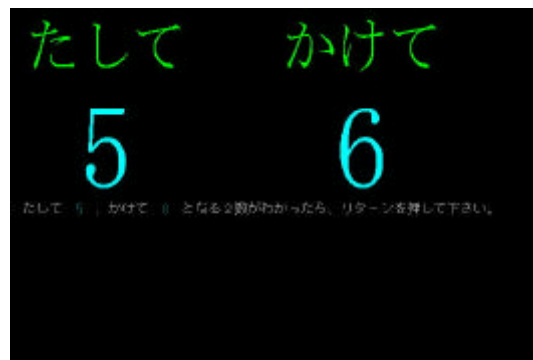 たして かけて
5 6
たして 5 , かけて 6 となる2数がわかったら、リターンを押して下さい。